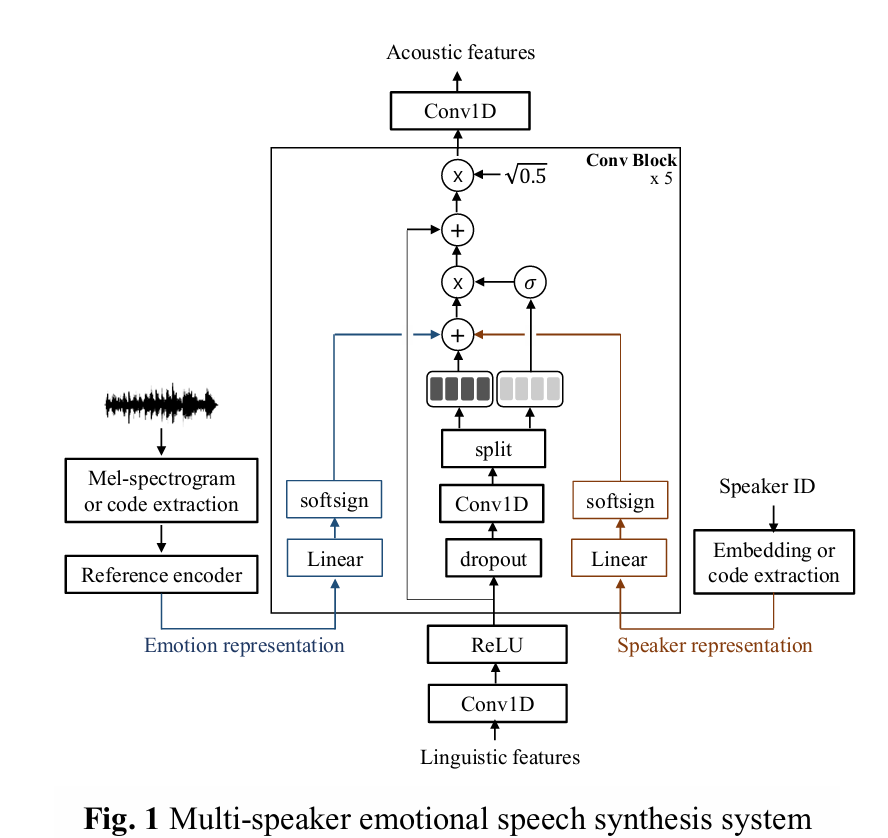 Acoustic features
Conv1D
Conv Block
x 5
x
√0.5
+
x
σ
+
split
Mel-spectrogram
or code extraction
softsign
Conv1D
softsign
Speaker ID
Reference encoder
Linear
dropout
Linear
Embedding or
code extraction
Emotion representation
ReLU
Speaker representation
Conv1D
Linguistic features
Fig. 1 Multi-speaker emotional speech synthesis system